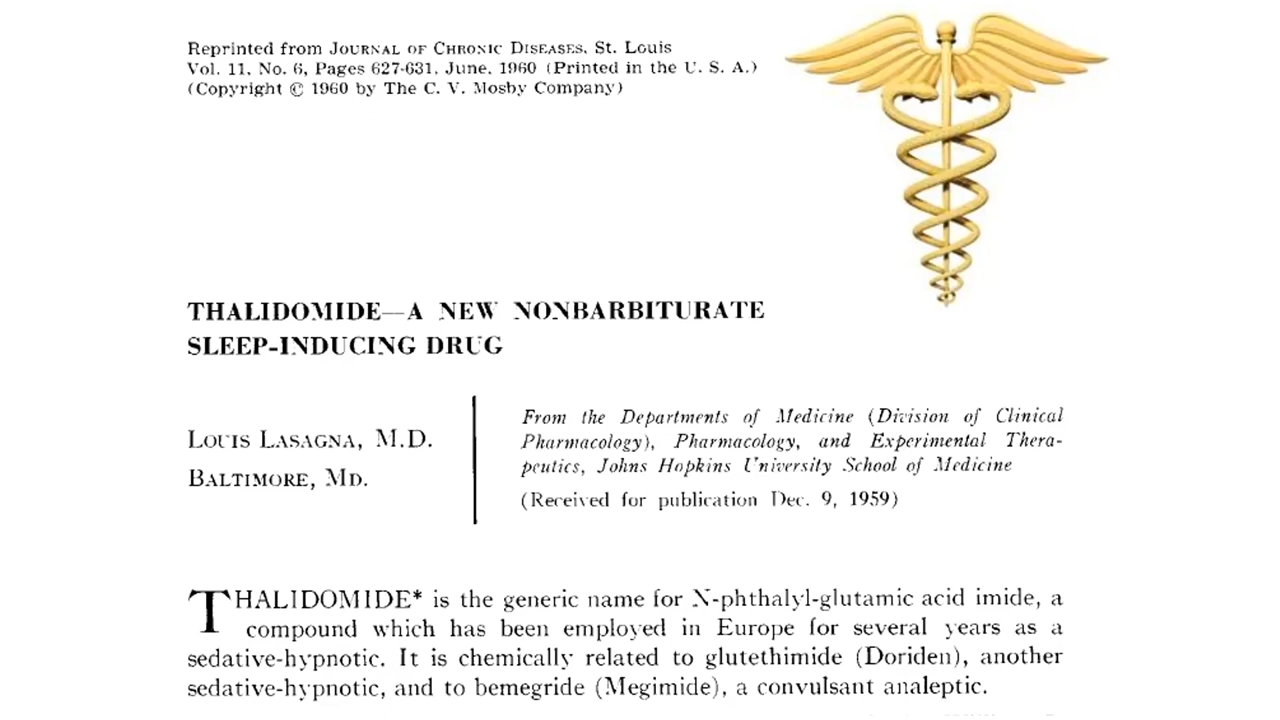 Reprinted from JOURNAL OF CHRONIC DISEASES, St. Louis
Vol. 11, No. 6, Pages 627-631, June, 1960 (Printed in the U. S. A.)
(Copyright © 1960 by The C. V. Mosby Company)
THALIDOMIDE—A NEW NONBARBITURATE
SLEEP-INDUCING DRUG
LOUIS LASAGNA, M.D.
BALTIMORE, MD.
From the Departments of Medicine (Division of Clinical
Pharmacology), Pharmacology, and Experimental Thera-
peutics, Johns Hopkins University School of Medicine
(Received for publication Dec. 9, 1959)
THALIDOMIDE* is the generic name for N-phthalyl-glutamic acid imide, a
compound which has been employed in Europe for several years as a
sedative-hypnotic. It is chemically related to glutethimide (Doriden), another
sedative-hypnotic, and to bemegride (Megimide), a convulsant analeptic.